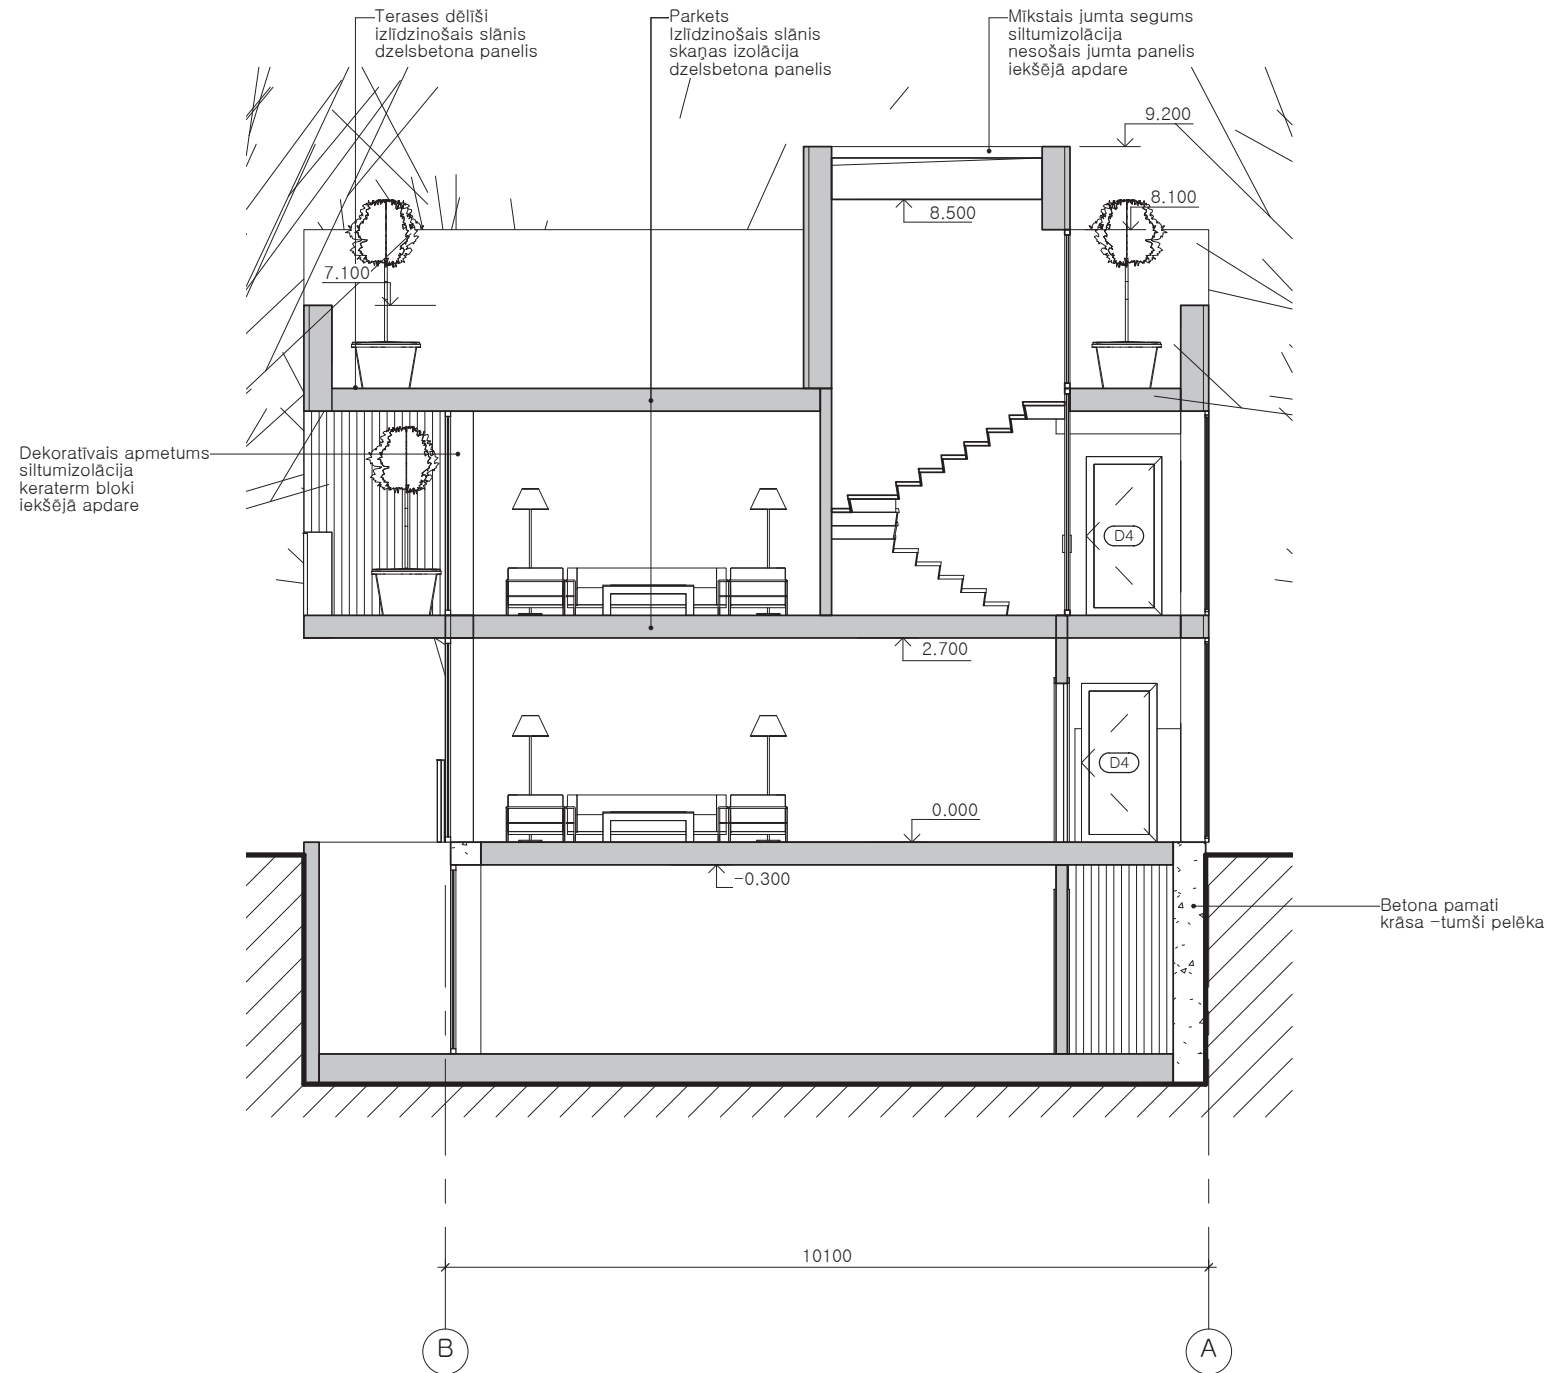 Terases dēlīši
izlīdzinošais slānis
dzelsbetona panelis
Parkets
Izlīdzinošais slānis
skaņas izolācija
dzelsbetona panelis
Mīkstais jumta segums
siltumizolācija
nesošais jumta panelis
iekšējā apdare
9.200
8.500
8.100
7.100
Dekoratīvais apmetums
siltumizolācija
keraterm bloki
iekšējā apdare
D4
2.700
D4
0.000
-0.300
Betona pamati
krāsa -tumši pelēka
10100
B
A